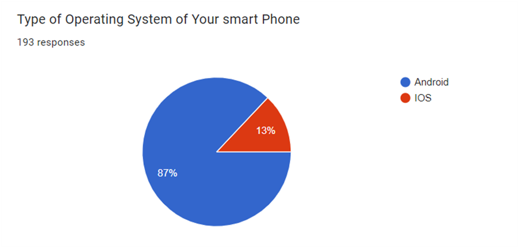 Type of Operating System of Your smart Phone
193 responses
Android
IOS
13%
87%